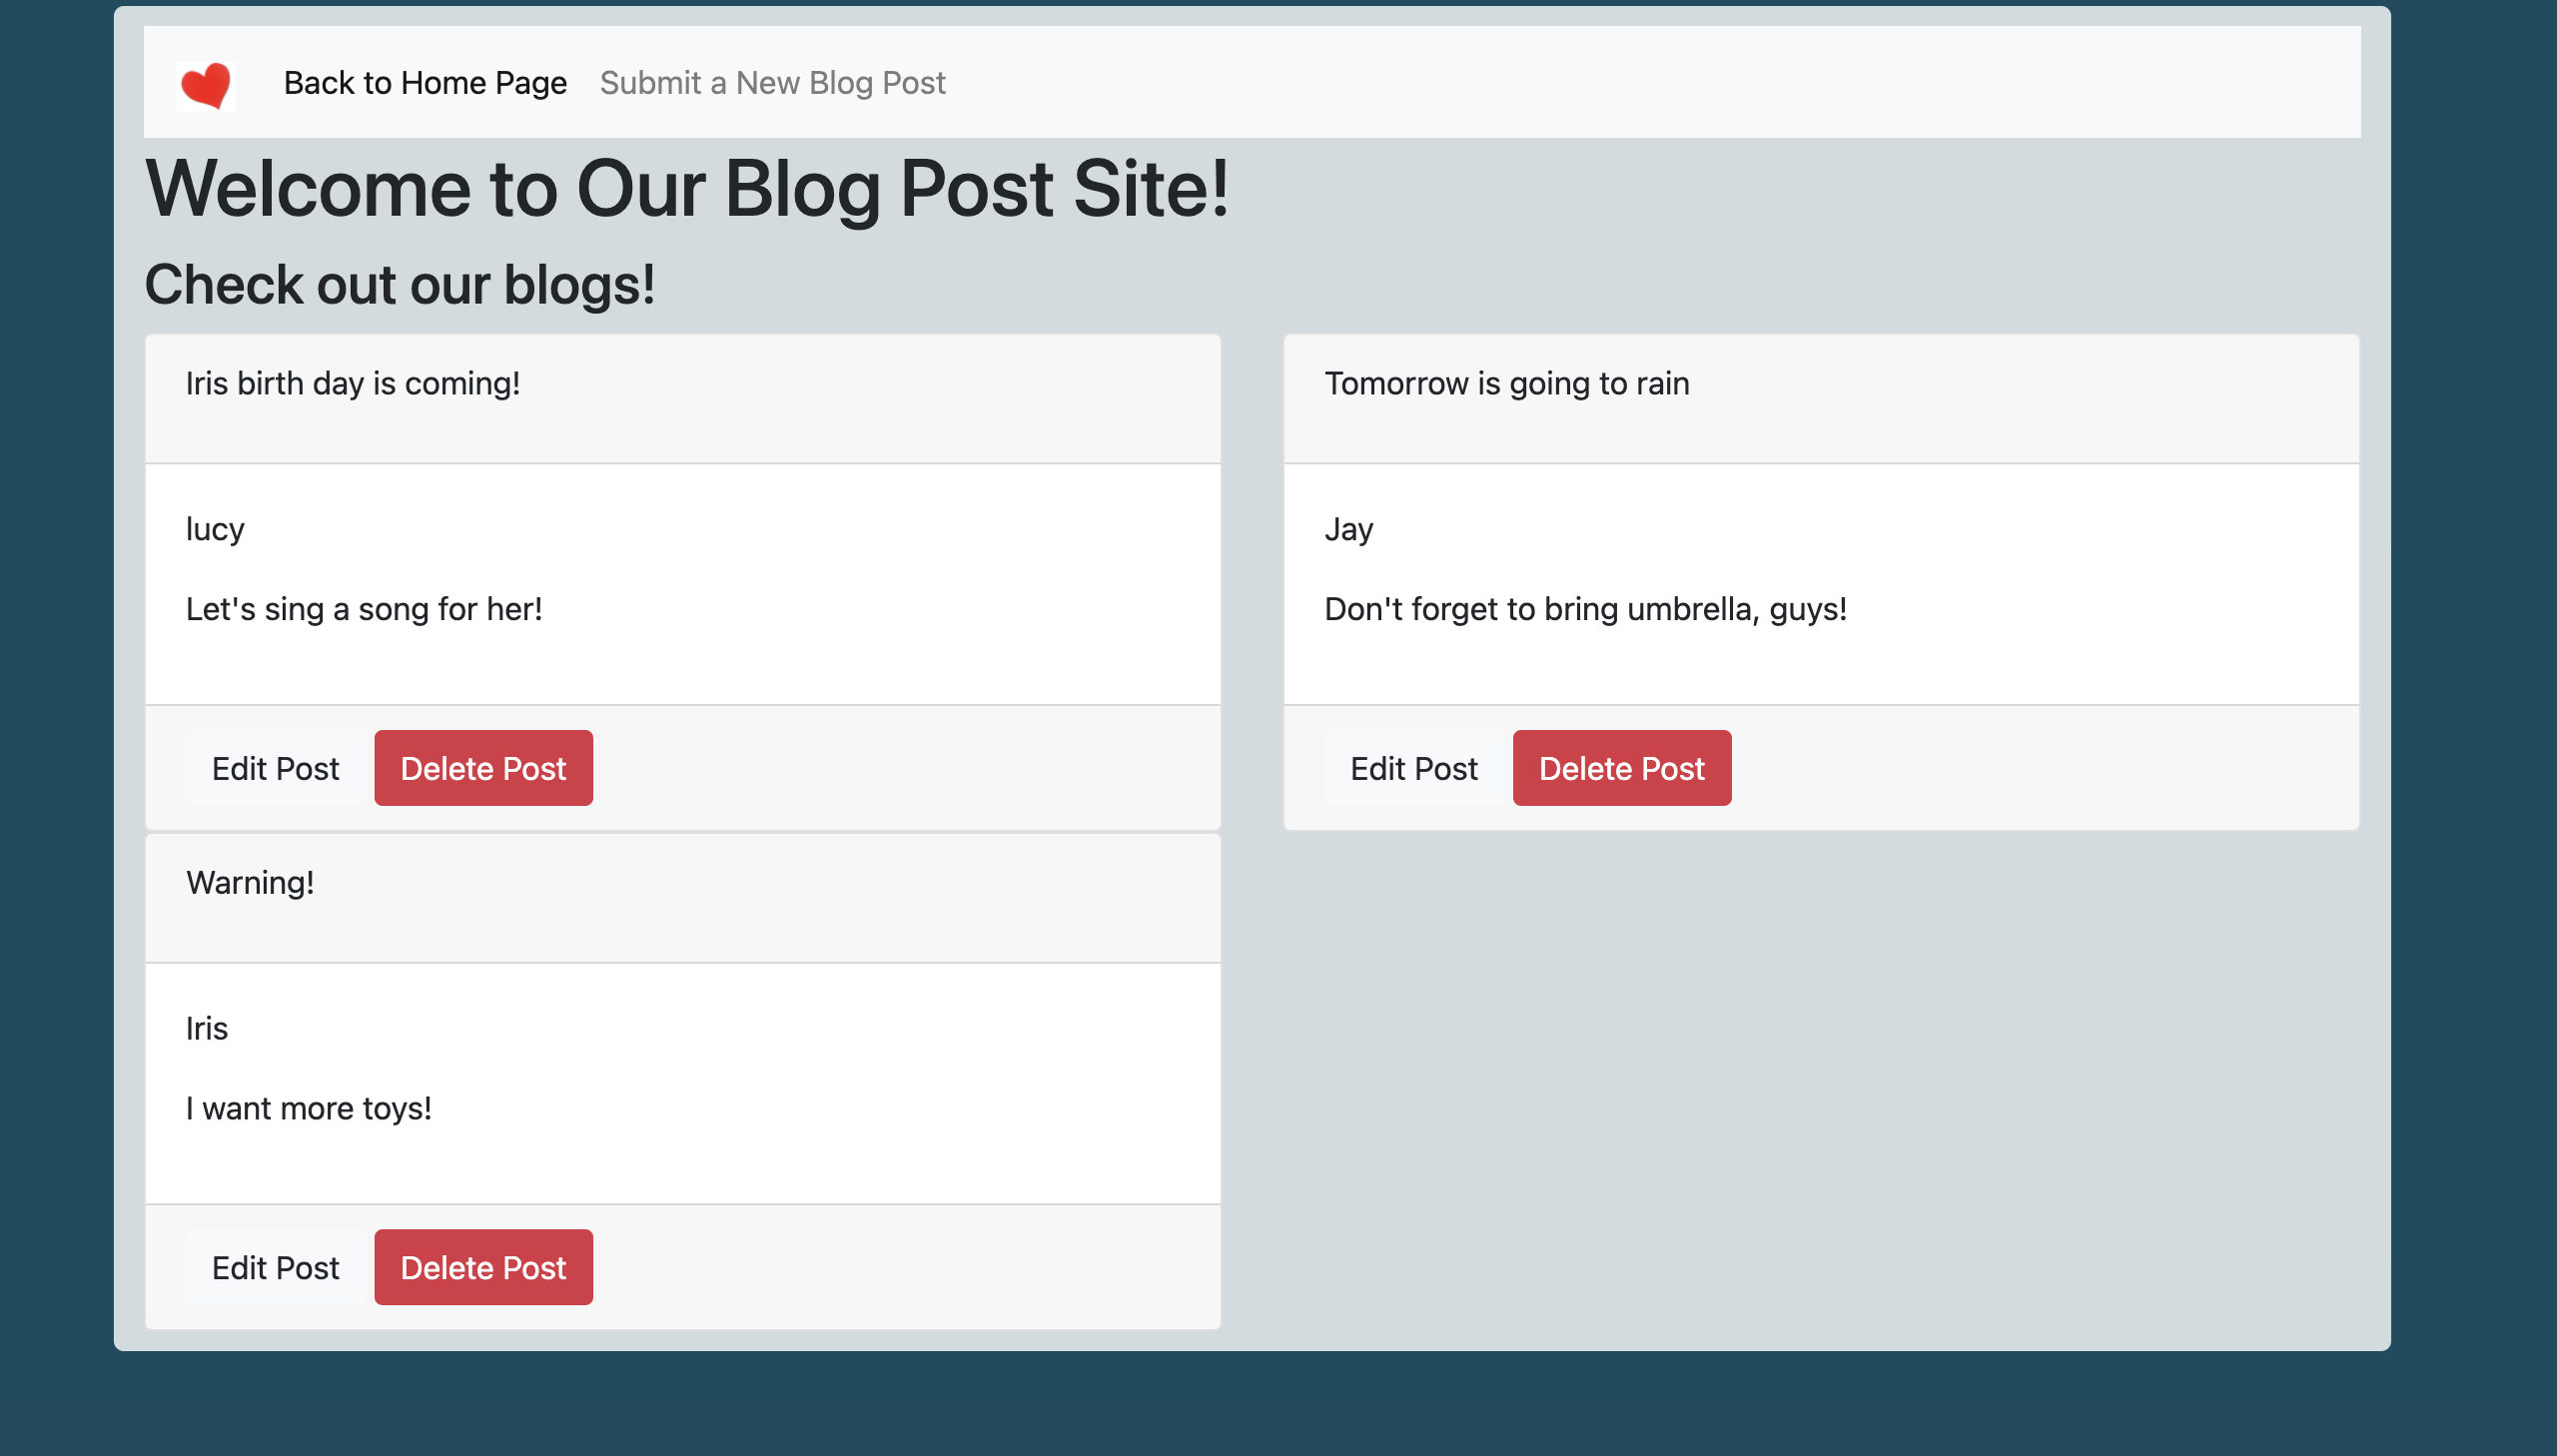 Back to Home Page Submit a New Blog Post
Welcome to Our Blog Post Site!
Check out our blogs!
Iris birth day is coming!
lucy
Let's sing a song for her!
Edit Post Delete Post
Tomorrow is going to rain
Jay
Don't forget to bring umbrella, guys!
Edit Post Delete Post
Warning!
Iris
I want more toys!
Edit Post Delete Post